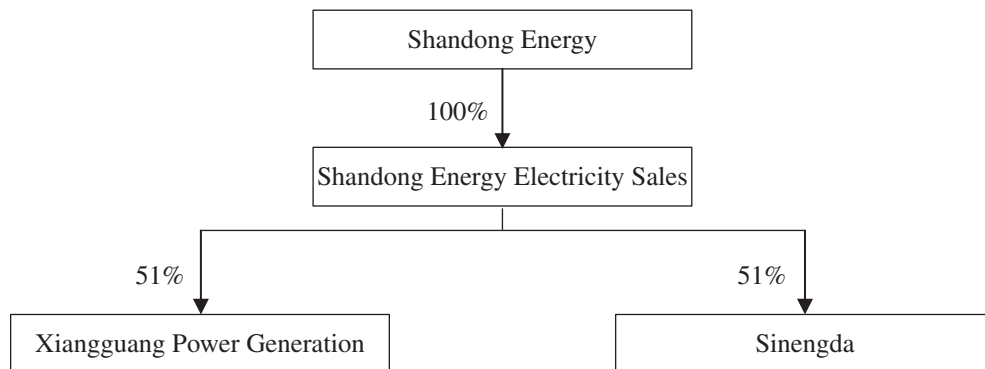 Shandong Energy
100%
Shandong Energy Electricity Sales
51%
51%
Xiangguang Power Generation
Sinengda